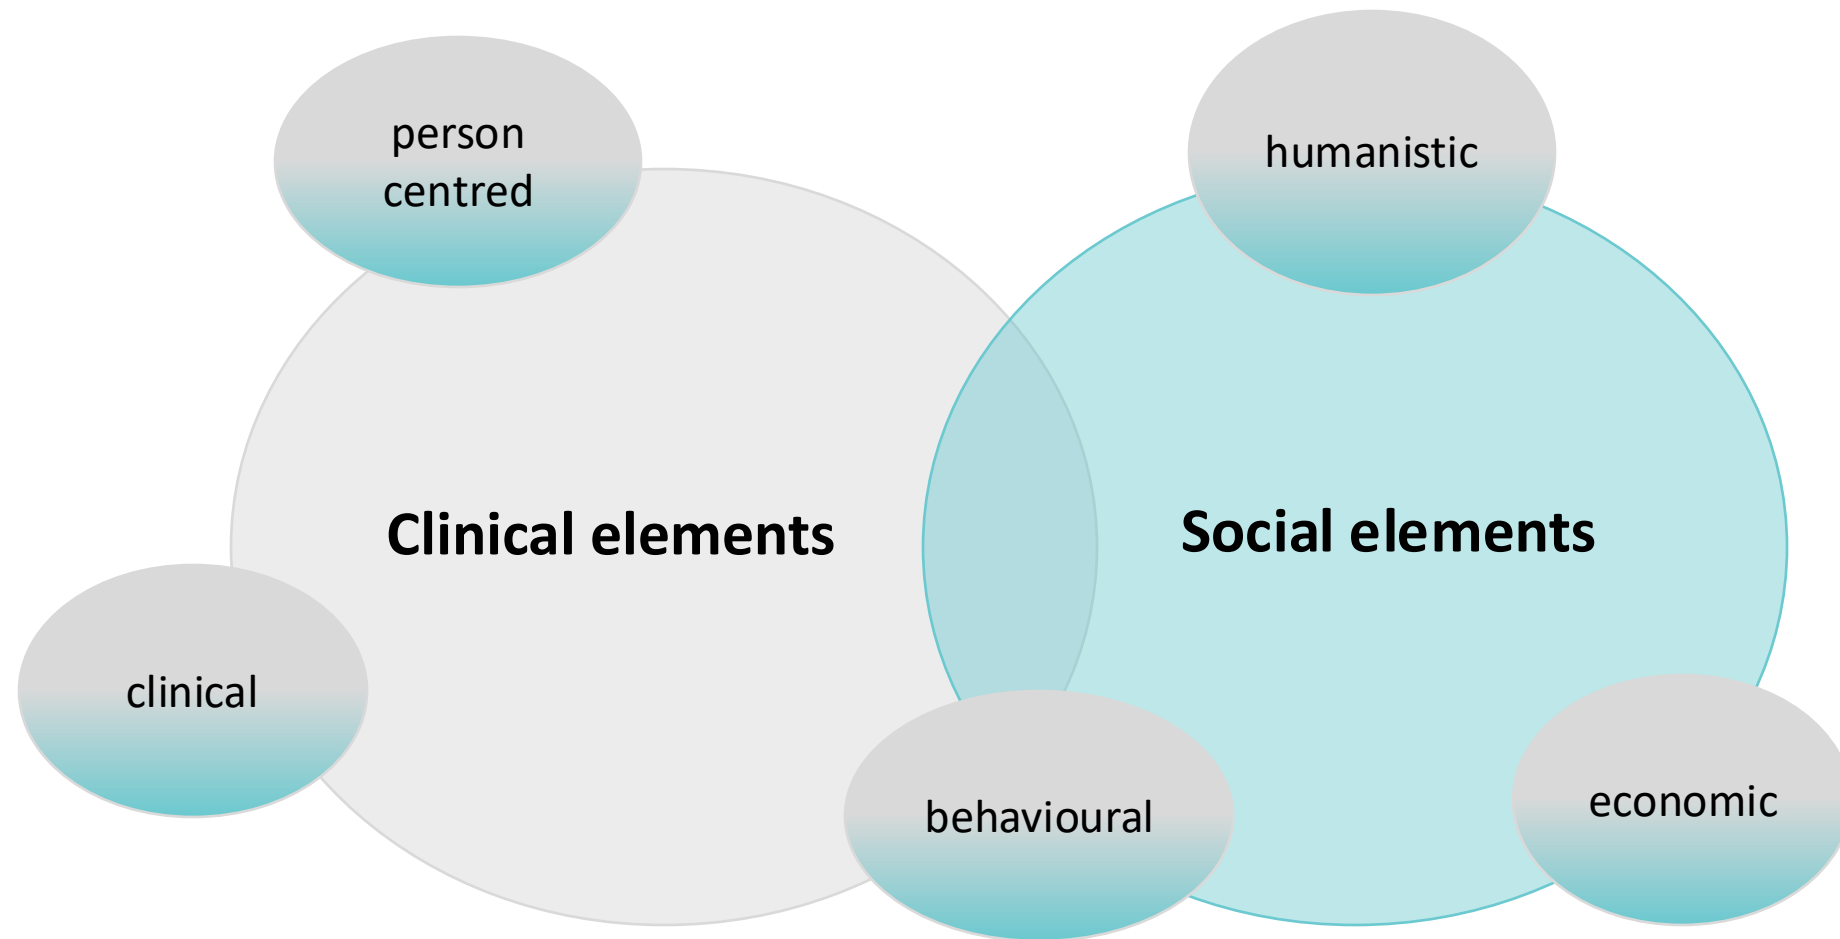 person
centred
humanistic
Clinical elements
Social elements
clinical
behavioural
economic